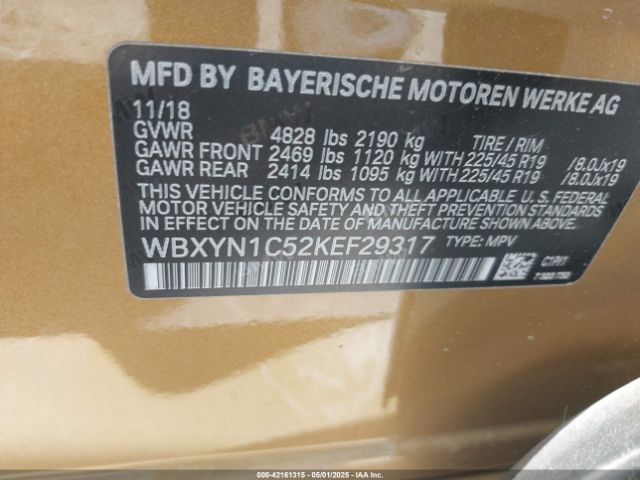 MFD BY BAYERISCHE MOTOREN WERKE AG
11/18
GVWR 4828 lbs 2190 kg TIRE / RIM
GAWR FRONT 2469 lbs 1120 kg WITH 225/45 R19 /8.0Jx19
GAWR REAR 2414 lbs 1095 kg WITH 225/45 R19 /8.0Jx19
THIS VEHICLE CONFORMS TO ALL APPLICABLE U. S. FEDERAL
MOTOR VEHICLE SAFETY AND THEFT PREVENTION STANDARDS
IN EFFECT ON THE DATE OF MANUFACTURE SHOWN ABOVE.
WBXYN1C52KEF29317 TYPE: MPV
000-42161315 - 05/01/2025 - IAAI.COM